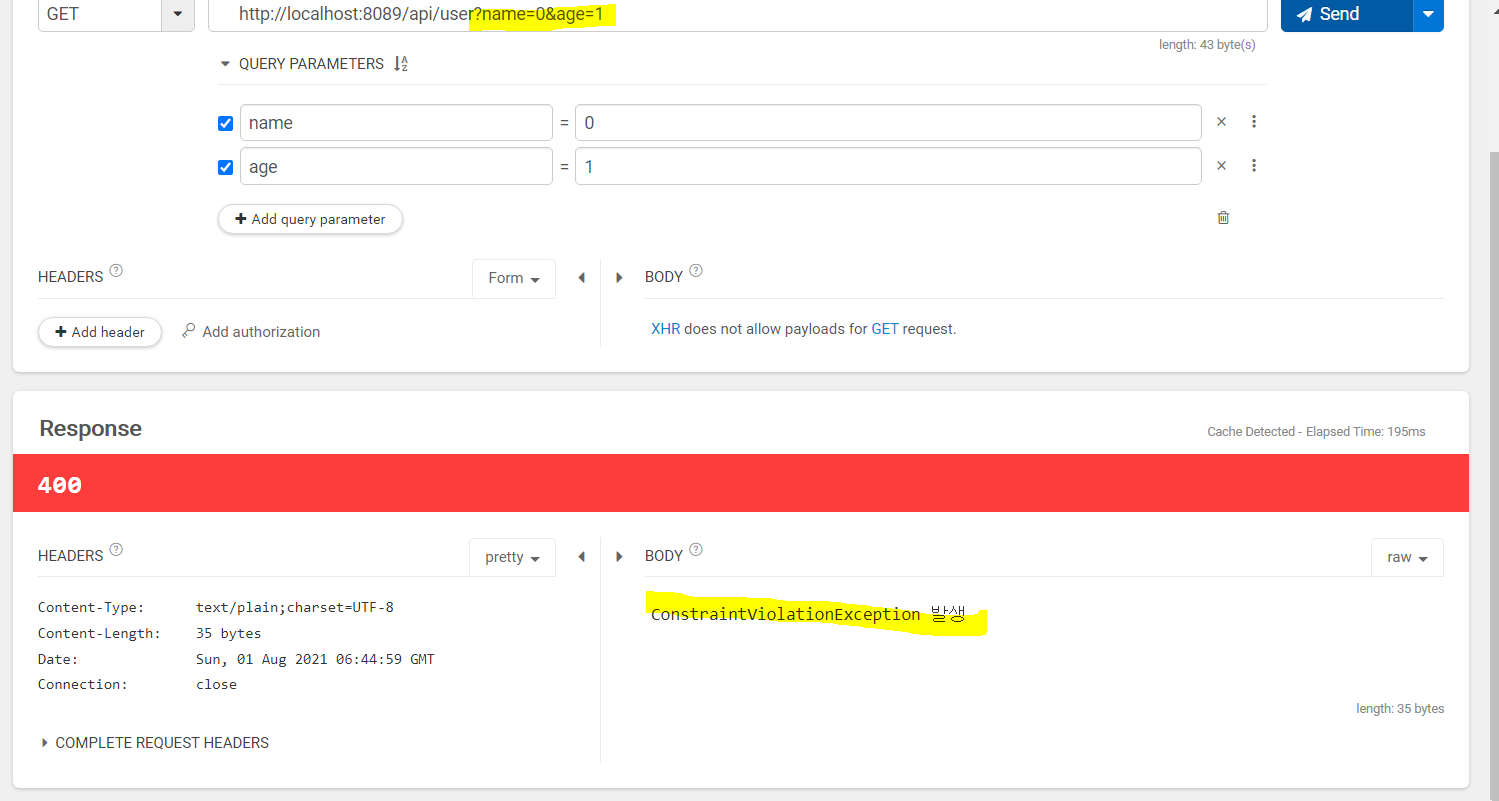 GET http://localhost:8089/api/user?name=0&age=1 Send
length: 43 byte(s)
QUERY PARAMETERS
name = 0
age = 1
Add query parameter
HEADERS Form BODY
Add header Add authorization XHR does not allow payloads for GET request.
Response Cache Detected - Elapsed Time: 195ms
400
HEADERS pretty BODY raw
Content-Type: text/plain;charset=UTF-8 ConstraintViolationException 발생
Content-Length: 35 bytes
Date: Sun, 01 Aug 2021 06:44:59 GMT
Connection: close
length: 35 bytes
COMPLETE REQUEST HEADERS